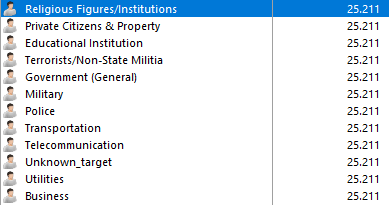 Religious Figures/Institutions 25.211
Private Citizens & Property 25.211
Educational Institution 25.211
Terrorists/Non-State Militia 25.211
Government (General) 25.211
Military 25.211
Police 25.211
Transportation 25.211
Telecommunication 25.211
Unknown_target 25.211
Utilities 25.211
Business 25.211